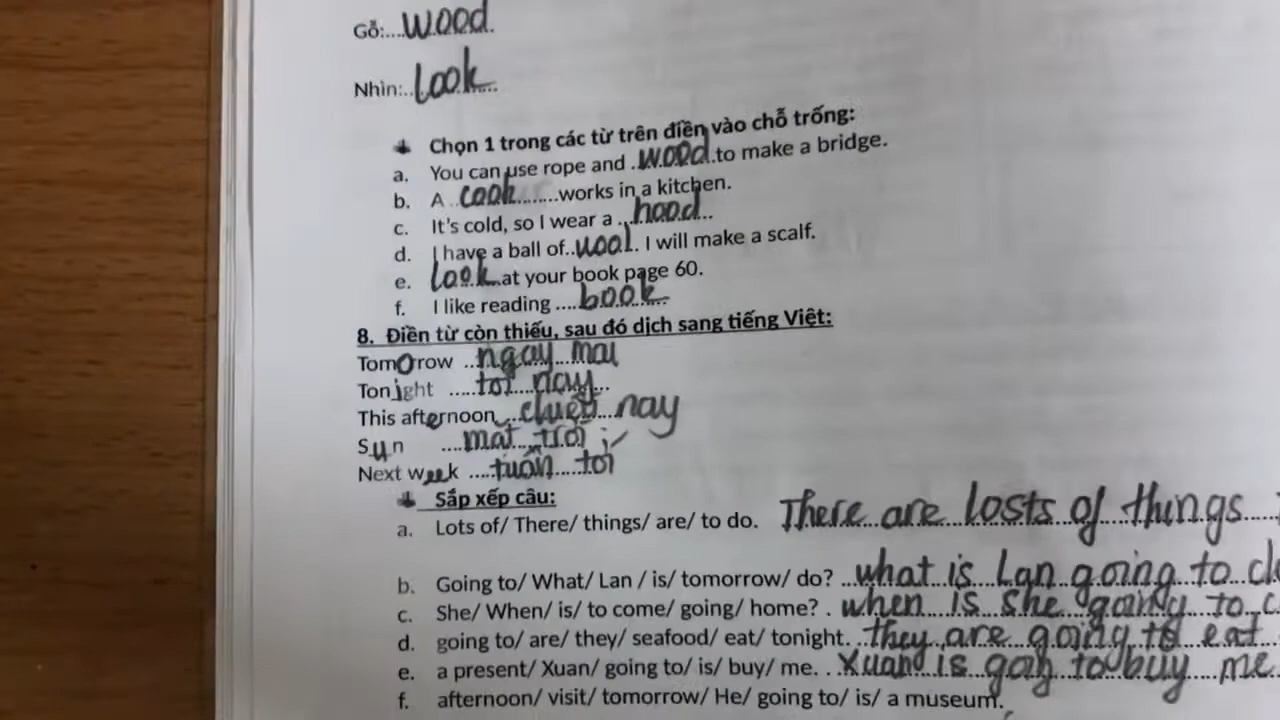 Gỗ:....wood.
Nhìn:..look......
Chọn 1 trong các từ trên điền vào chỗ trống:
a. You can use rope and .wood.to make a bridge.
b. A ..cook..........works in a kitchen.
c. It's cold, so I wear a ...hood...
d. I have a ball of..uool.. I will make a scalf.
e. look...at your book page 60.
f. I like reading ....book...
8. Điền từ còn thiếu, sau đó dịch sang tiếng Việt:
Tomorrow ..ngay mai
Tonight .....toi nay...
This afternoon ...chiều nay
Sun ....mat troi
Next week ....tuần toi
Sắp xếp câu:
a. Lots of/ There/ things/ are/ to do. There are losts of things
b. Going to/ What/ Lan / is/ tomorrow/ do? ..what is Lan going to
c. She/ When/ is/ to come/ going/ home? . when is she going to
d. going to/ are/ they/ seafood/ eat/ tonight. ..they are going to eat
e. a present/ Xuan/ going to/ is/ buy/ me. . .Xuan is goig to buy me
f. afternoon/ visit/ tomorrow/ He/ going to/ is/ a museum.